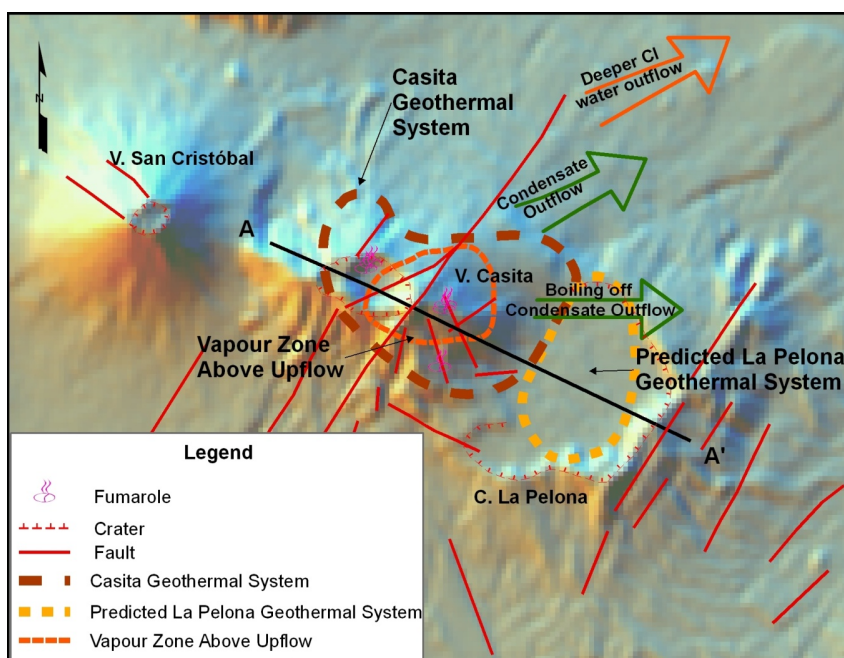 Deeper Cl
water outflow
Casita
Geothermal
System
N
V. San Cristóbal
Condensate
Outflow
A
V. Casita
Boiling off
Condensate Outflow
Vapour Zone
Above Upflow
Predicted La Pelona
Geothermal System
A'
C. La Pelona
Legend
Fumarole
Crater
Fault
Casita Geothermal System
Predicted La Pelona Geothermal System
Vapour Zone Above Upflow